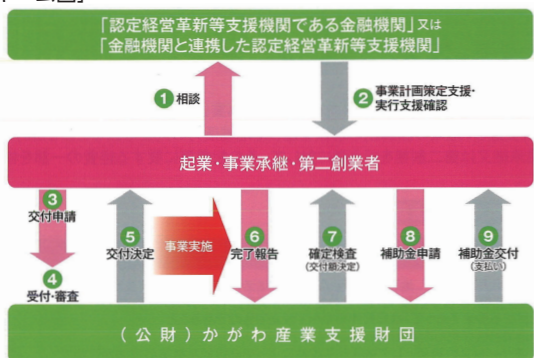 「認定経営革新等支援機関である金融機関」又は
「金融機関と連携した認定経営革新等支援機関」
1 相談
2 事業計画策定支援・
実行支援確認
起業・事業承継・第二創業者
3
交付申請
4
受付・審査
5
交付決定
事業実施
6
完了報告
7
確定検査
(交付額決定)
8
補助金申請
9
補助金交付
(支払い)
(公財)かがわ産業支援財団